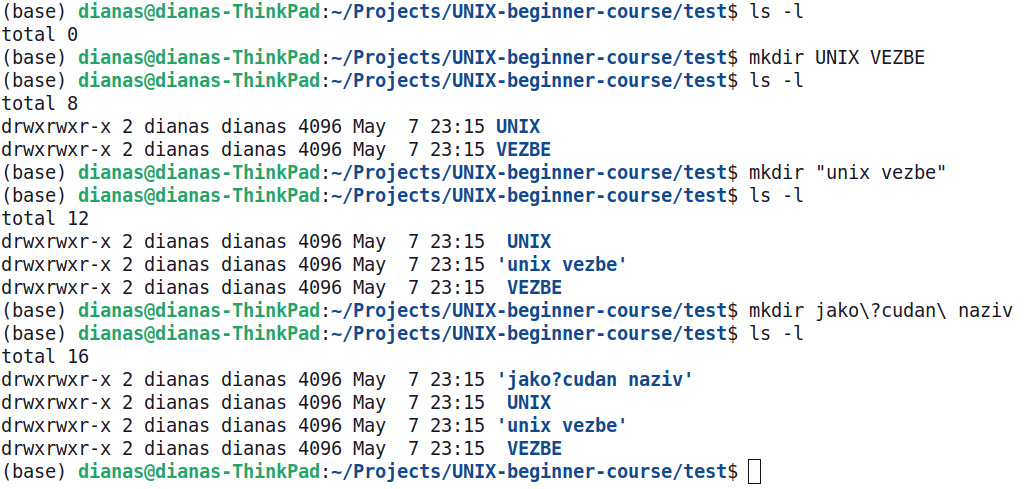 (base) dianas@dianas-ThinkPad:~/Projects/UNIX-beginner-course/test$ ls -l
total 0
(base) dianas@dianas-ThinkPad:~/Projects/UNIX-beginner-course/test$ mkdir UNIX VEZBE
(base) dianas@dianas-ThinkPad:~/Projects/UNIX-beginner-course/test$ ls -l
total 8
drwxrwxr-x 2 dianas dianas 4096 May  7 23:15 UNIX
drwxrwxr-x 2 dianas dianas 4096 May  7 23:15 VEZBE
(base) dianas@dianas-ThinkPad:~/Projects/UNIX-beginner-course/test$ mkdir "unix vezbe"
(base) dianas@dianas-ThinkPad:~/Projects/UNIX-beginner-course/test$ ls -l
total 12
drwxrwxr-x 2 dianas dianas 4096 May  7 23:15  UNIX
drwxrwxr-x 2 dianas dianas 4096 May  7 23:15 'unix vezbe'
drwxrwxr-x 2 dianas dianas 4096 May  7 23:15  VEZBE
(base) dianas@dianas-ThinkPad:~/Projects/UNIX-beginner-course/test$ mkdir jako\?cudan\ naziv
(base) dianas@dianas-ThinkPad:~/Projects/UNIX-beginner-course/test$ ls -l
total 16
drwxrwxr-x 2 dianas dianas 4096 May  7 23:15 'jako?cudan naziv'
drwxrwxr-x 2 dianas dianas 4096 May  7 23:15  UNIX
drwxrwxr-x 2 dianas dianas 4096 May  7 23:15 'unix vezbe'
drwxrwxr-x 2 dianas dianas 4096 May  7 23:15  VEZBE
(base) dianas@dianas-ThinkPad:~/Projects/UNIX-beginner-course/test$